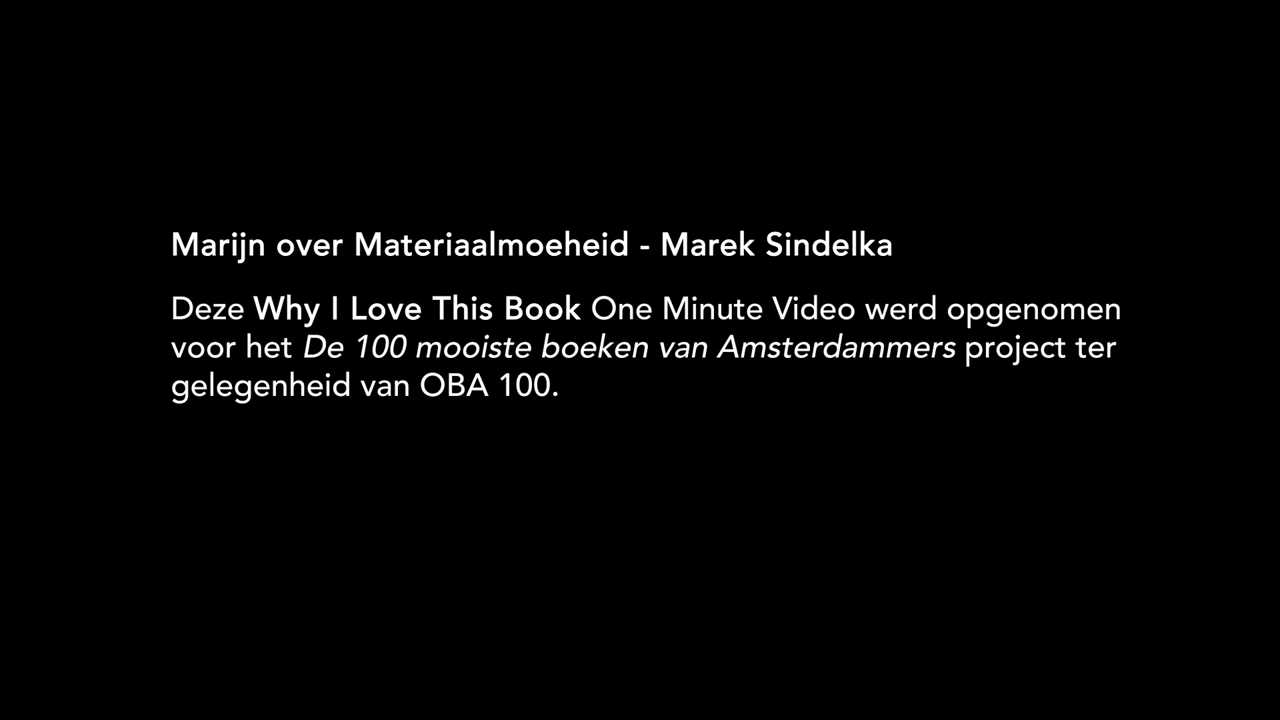 Marijn over Materiaalmoeheid - Marek Sindelka
Deze Why I Love This Book One Minute Video werd opgenomen
voor het De 100 mooiste boeken van Amsterdammers project ter
gelegenheid van OBA 100.